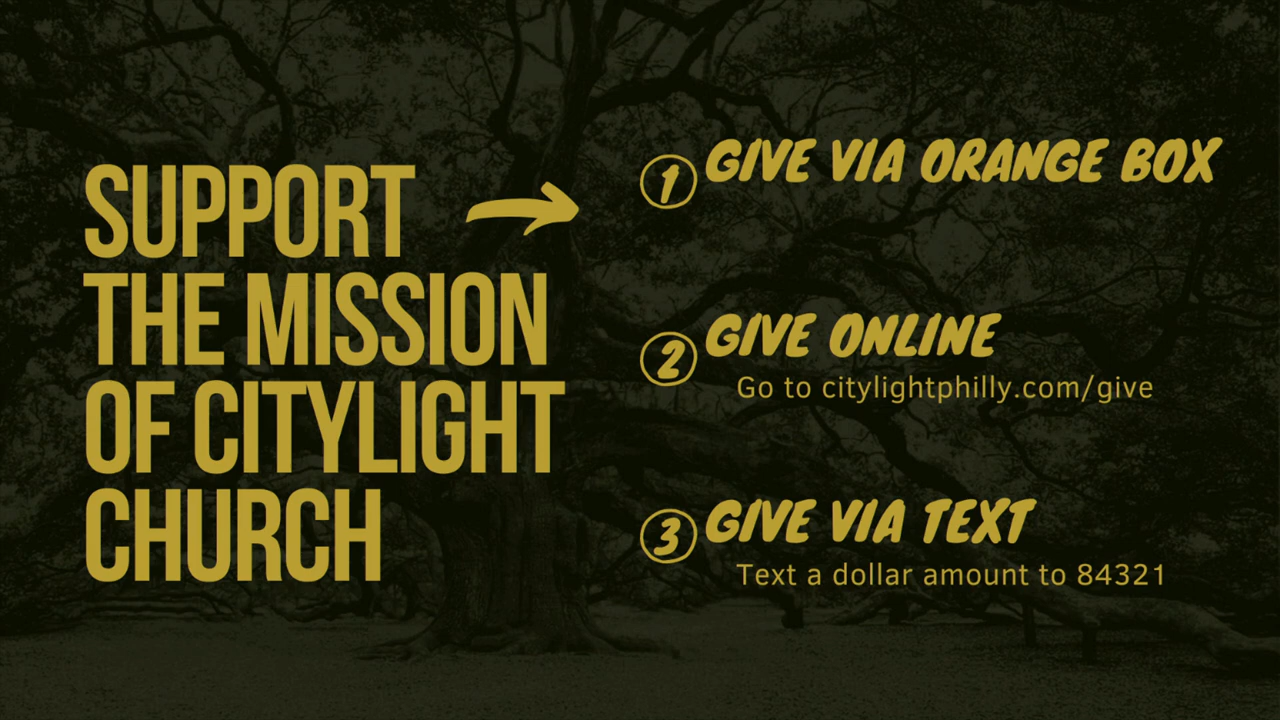 SUPPORT
THE MISSION
OF CITYLIGHT
CHURCH
1 GIVE VIA ORANGE BOX
2 GIVE ONLINE
Go to citylightphilly.com/give
3 GIVE VIA TEXT
Text a dollar amount to 84321